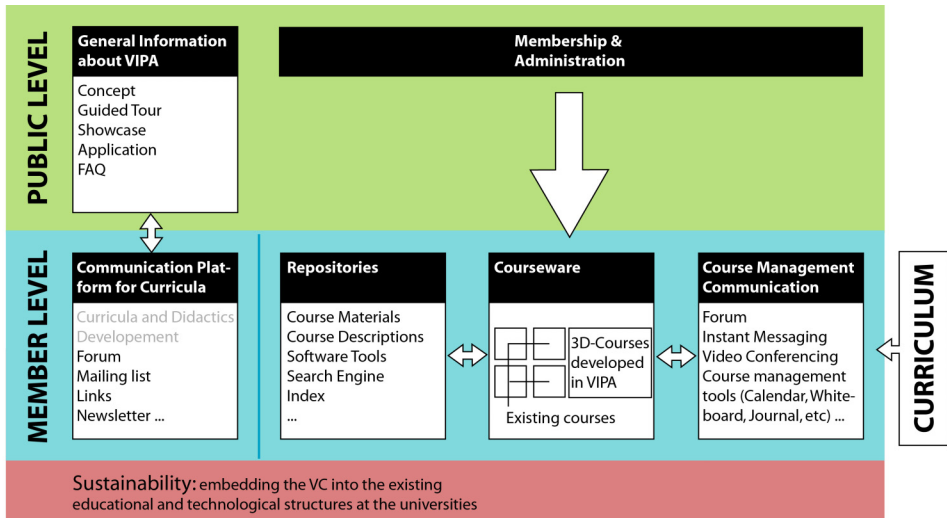 PUBLIC LEVEL
General Information
about VIPA
Concept
Guided Tour
Showcase
Application
FAQ
Membership &
Administration
MEMBER LEVEL
Communication Plat-
form for Curricula
Curricula and Didactics
Developement
Forum
Mailing list
Links
Newsletter ...
Repositories
Course Materials
Course Descriptions
Software Tools
Search Engine
Index
...
Courseware
3D-Courses
developed
in VIPA
Existing courses
Course Management
Communication
Forum
Instant Messaging
Video Conferencing
Course management
tools (Calendar, White-
board, Journal, etc) ...
CURRICULUM
Sustainability: embedding the VC into the existing
educational and technological structures at the universities